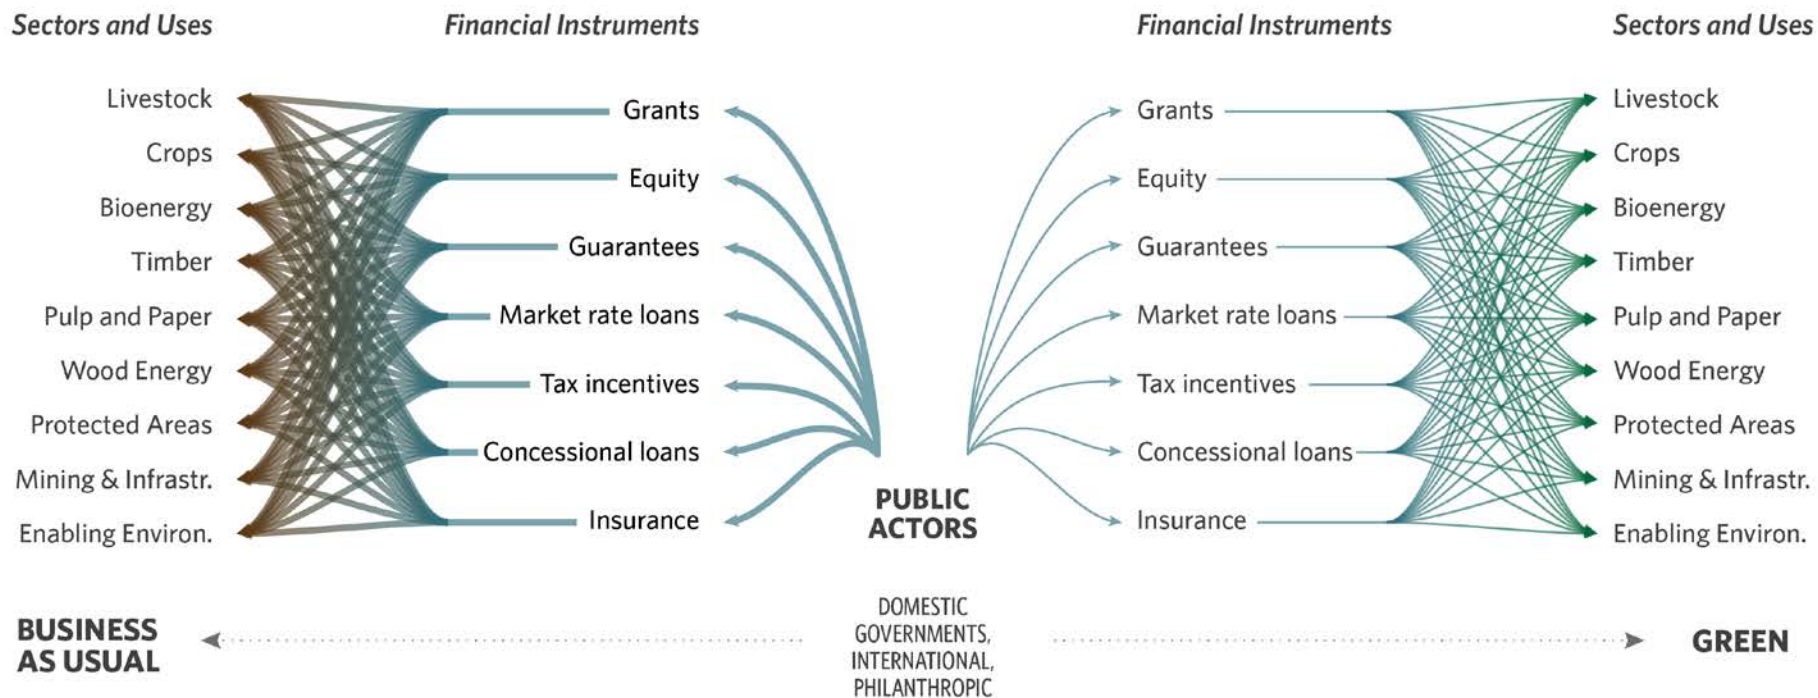 Sectors and Uses
Financial Instruments
Financial Instruments
Sectors and Uses
Livestock
Crops
Bioenergy
Timber
Pulp and Paper
Wood Energy
Protected Areas
Mining & Infrastr.
Enabling Environ.
Grants
Equity
Guarantees
Market rate loans
Tax incentives
Concessional loans
Insurance
PUBLIC
ACTORS
Grants
Equity
Guarantees
Market rate loans
Tax incentives
Concessional loans
Insurance
Livestock
Crops
Bioenergy
Timber
Pulp and Paper
Wood Energy
Protected Areas
Mining & Infrastr.
Enabling Environ.
BUSINESS
AS USUAL
DOMESTIC
GOVERNMENTS,
INTERNATIONAL,
PHILANTHROPIC
GREEN